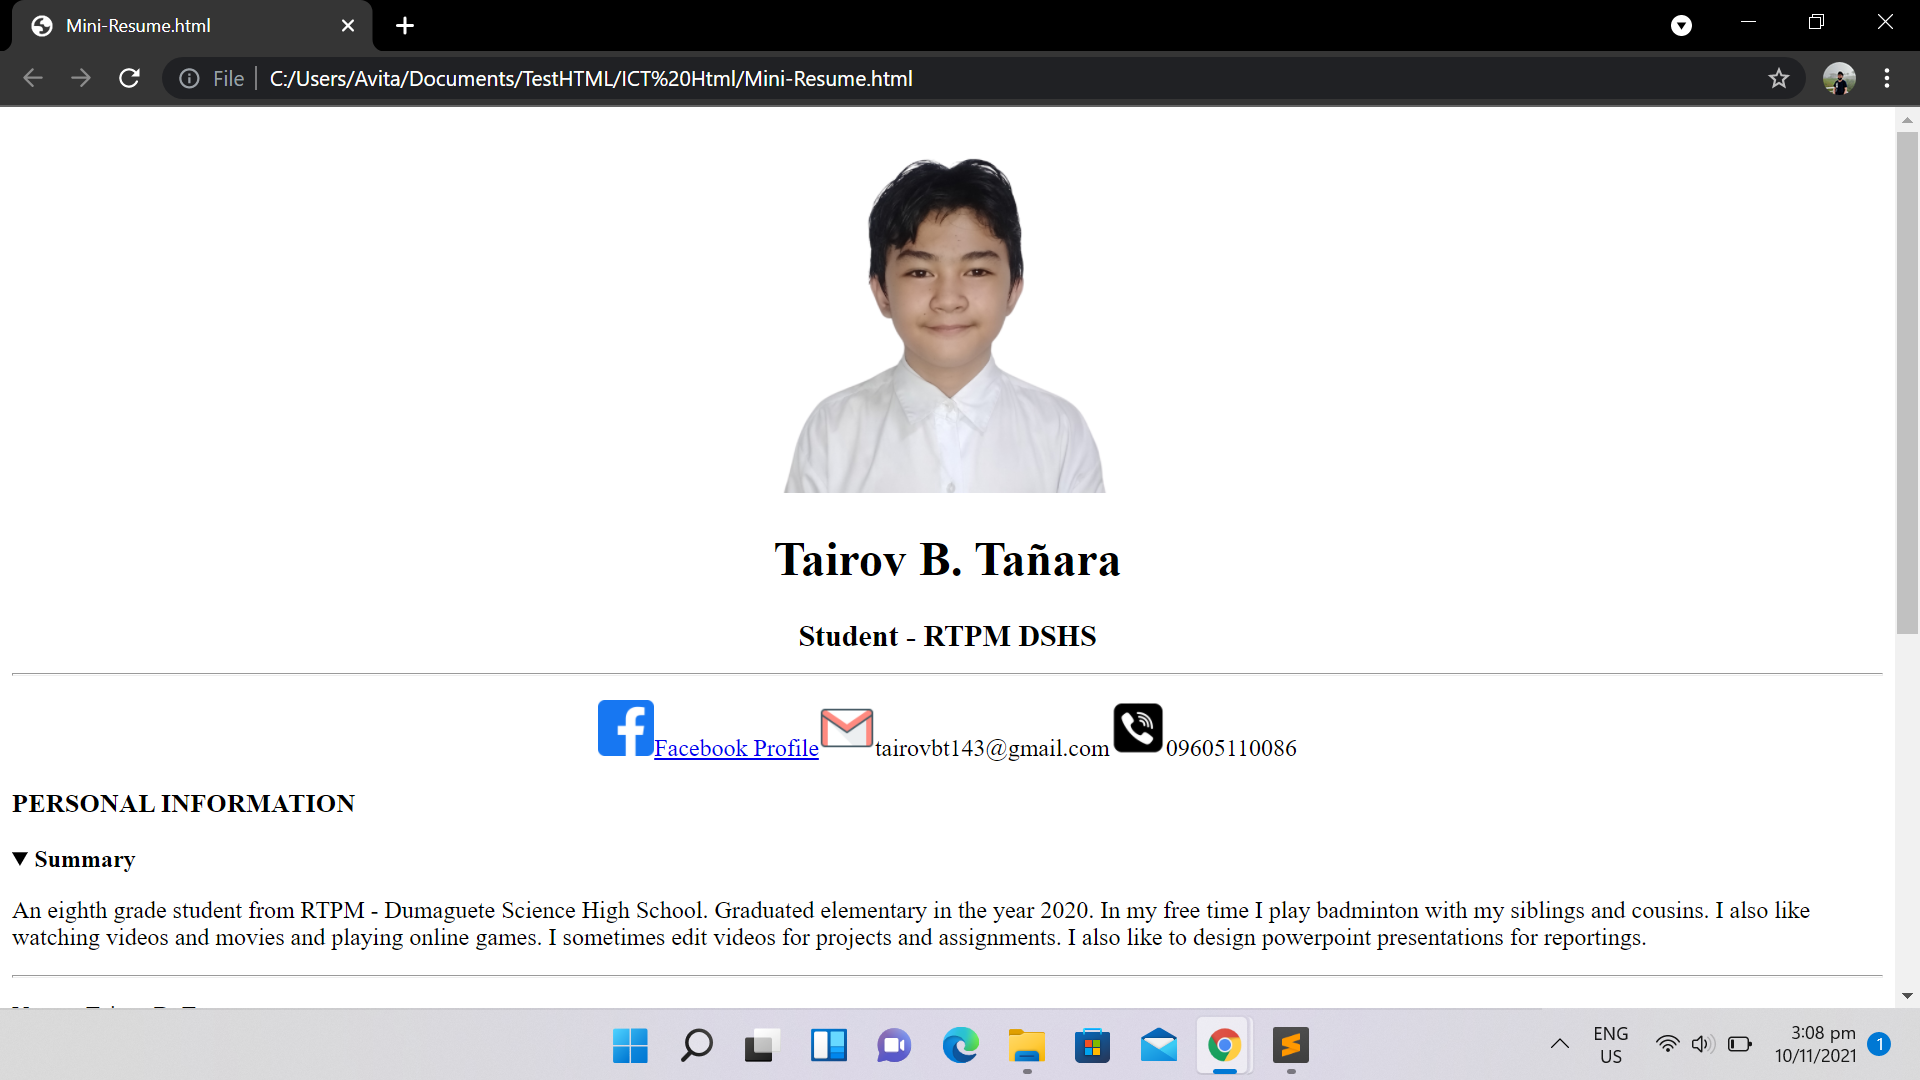 Mini-Resume.html
File
C:/Users/Avita/Documents/TestHTML/ICT%20Html/Mini-Resume.html
Tairov B. Tañara
Student - RTPM DSHS
Facebook Profile tairovbt143@gmail.com 09605110086
PERSONAL INFORMATION
Summary
An eighth grade student from RTPM - Dumaguete Science High School. Graduated elementary in the year 2020. In my free time I play badminton with my siblings and cousins. I also like
watching videos and movies and playing online games. I sometimes edit videos for projects and assignments. I also like to design powerpoint presentations for reportings.
ENG
US
3:08 pm
10/11/2021
1